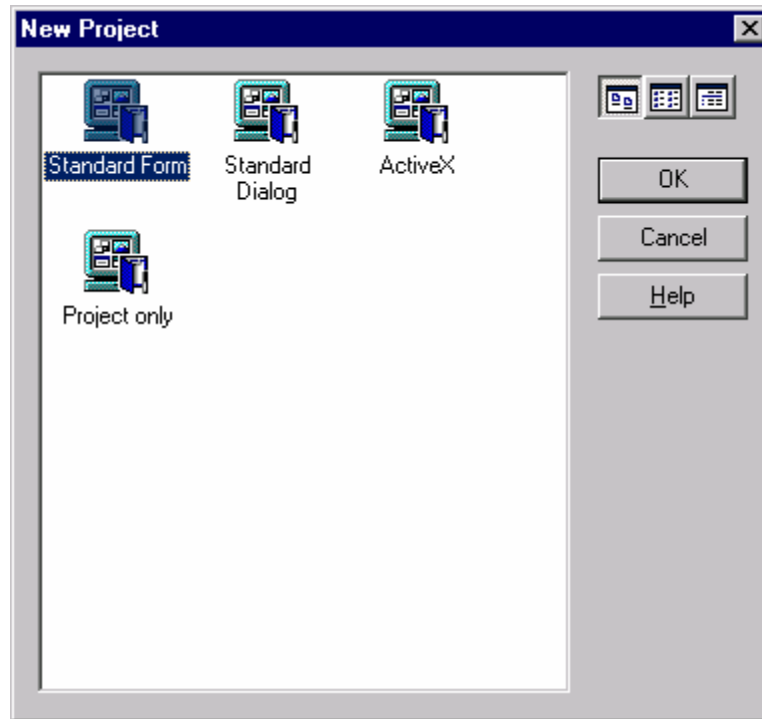 New Project
Standard Form
Standard
Dialog
ActiveX
Project only
OK
Cancel
Help